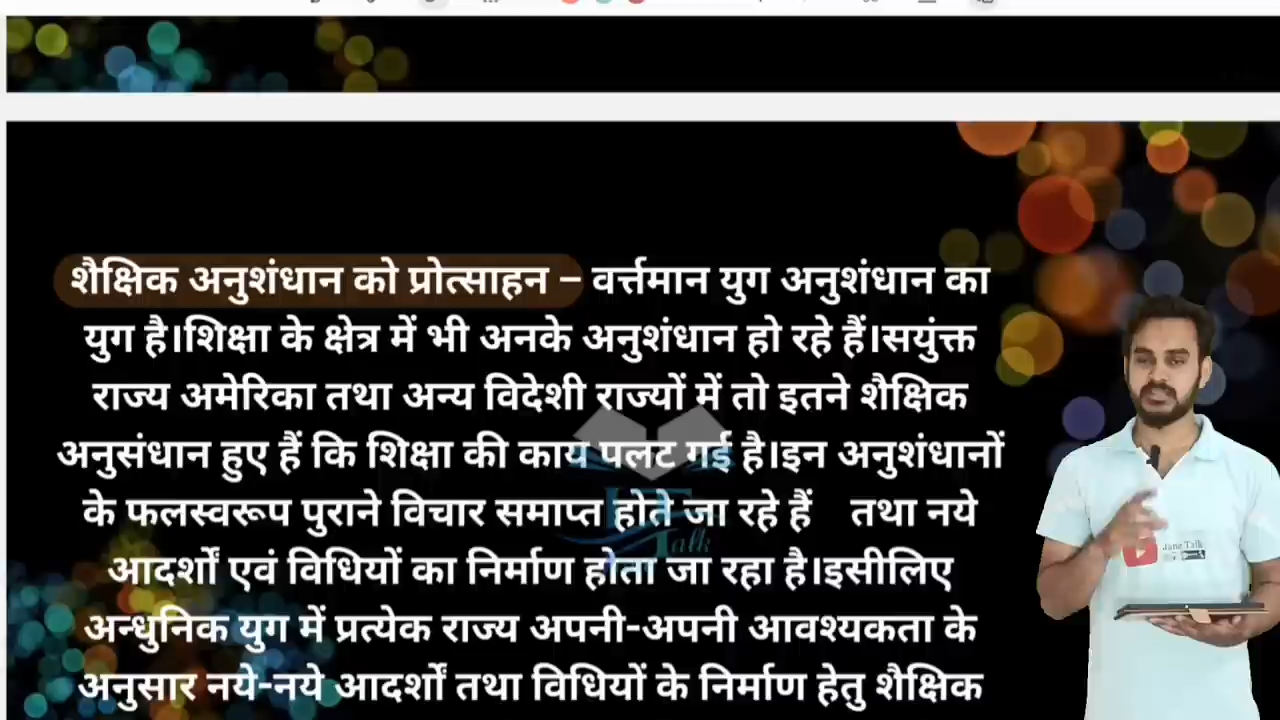 शैक्षिक अनुशंधान को प्रोत्साहन – वर्त्तमान युग अनुशंधान का
युग है।शिक्षा के क्षेत्र में भी अनके अनुशंधान हो रहे हैं।सयुंक्त
राज्य अमेरिका तथा अन्य विदेशी राज्यों में तो इतने शैक्षिक
अनुसंधान हुए हैं कि शिक्षा की काय पलट गई है।इन अनुशंधानों
के फलस्वरूप पुराने विचार समाप्त होते जा रहे हैं तथा नये
आदर्शों एवं विधियों का निर्माण होता जा रहा है।इसीलिए
अन्धुनिक युग में प्रत्येक राज्य अपनी-अपनी आवश्यकता के
अनुसार नये-नये आदर्शों तथा विधियों के निर्माण हेतु शैक्षिक
Talk